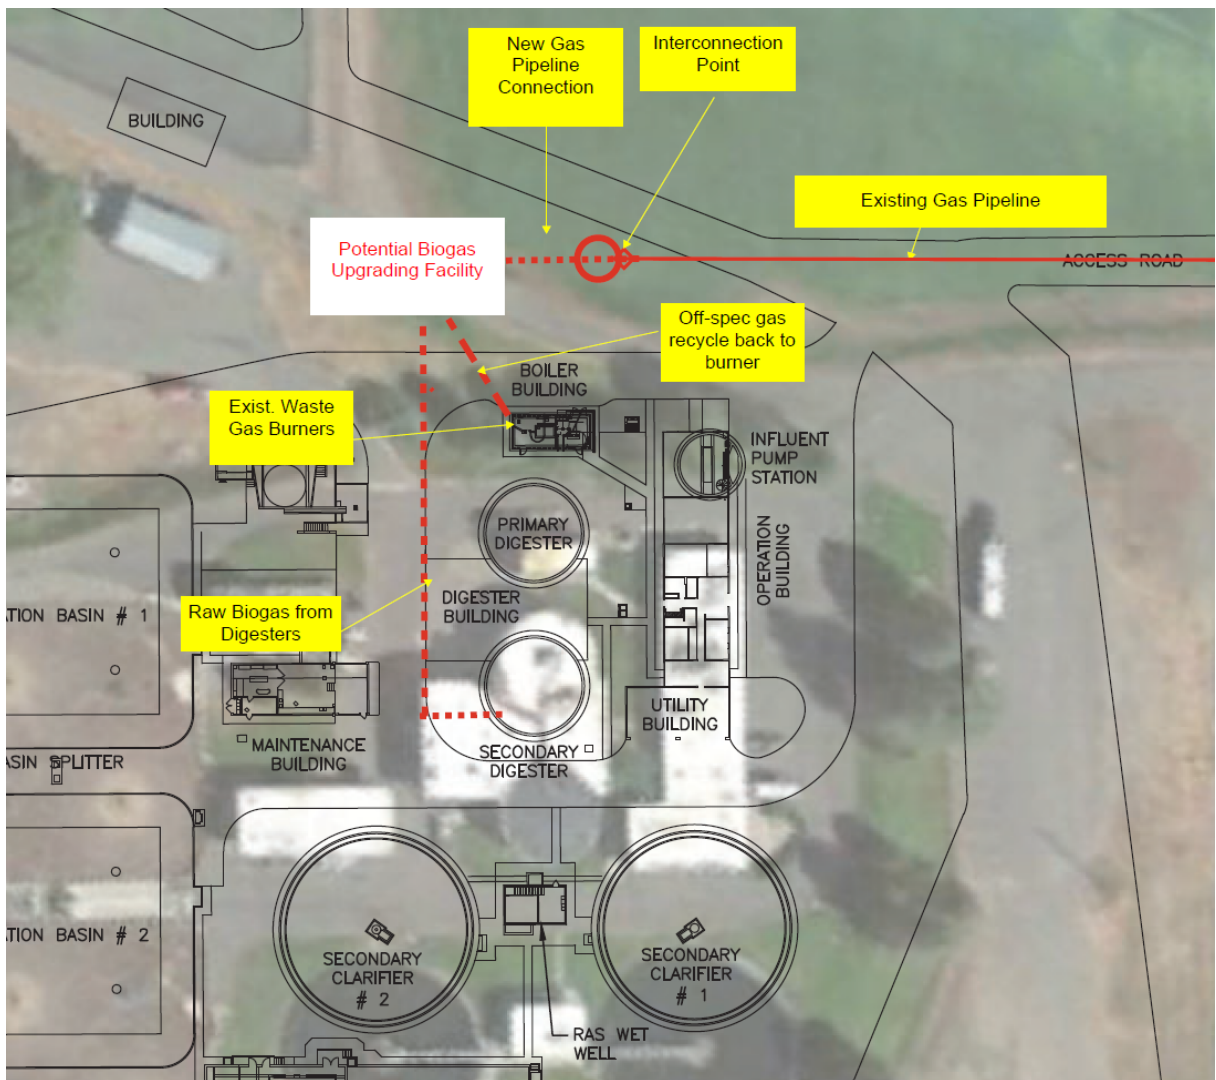 New Gas
Pipeline
Connection
Interconnection
Point
BUILDING
Existing Gas Pipeline
Potential Biogas
Upgrading Facility
ACCESS ROAD
Off-spec gas
recycle back to
burner
BOILER
BUILDING
Exist. Waste
Gas Burners
INFLUENT
PUMP
STATION
PRIMARY
DIGESTER
OPERATION
BUILDING
DIGESTER
BUILDING
Raw Biogas from
Digesters
TION BASIN # 1
UTILITY
BUILDING
MAINTENANCE
BUILDING
SECONDARY
DIGESTER
ASIN SPLITTER
TION BASIN # 2
SECONDARY
CLARIFIER
# 2
SECONDARY
CLARIFIER
# 1
RAS WET
WELL